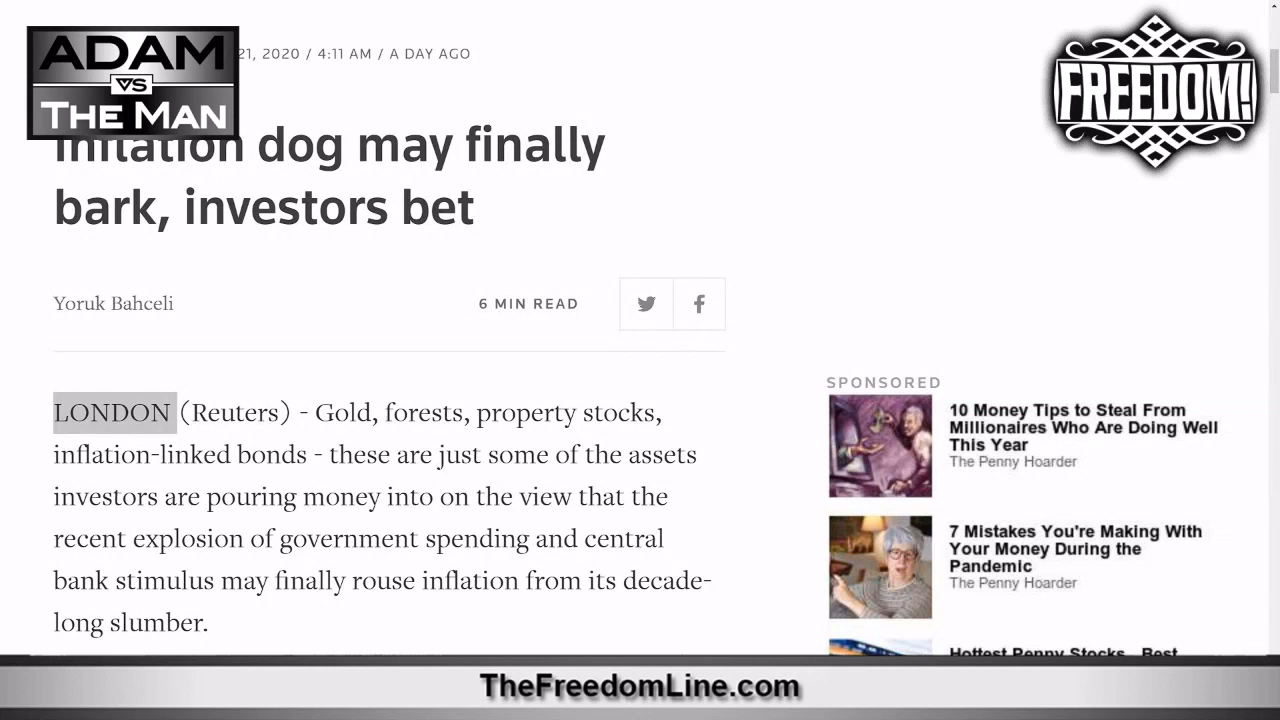 ADAM
VS
THE MAN
21, 2020 / 4:11 AM / A DAY AGO
FREEDOM!
Inflation dog may finally
bark, investors bet
Yoruk Bahceli
6 MIN READ
LONDON (Reuters) - Gold, forests, property stocks,
inflation-linked bonds - these are just some of the assets
investors are pouring money into on the view that the
recent explosion of government spending and central
bank stimulus may finally rouse inflation from its decade-
long slumber.
SPONSORED
10 Money Tips to Steal From
Millionaires Who Are Doing Well
This Year
The Penny Hoarder
7 Mistakes You're Making With
Your Money During the
Pandemic
The Penny Hoarder
Hottest Penny Stocks - Best
TheFreedomLine.com